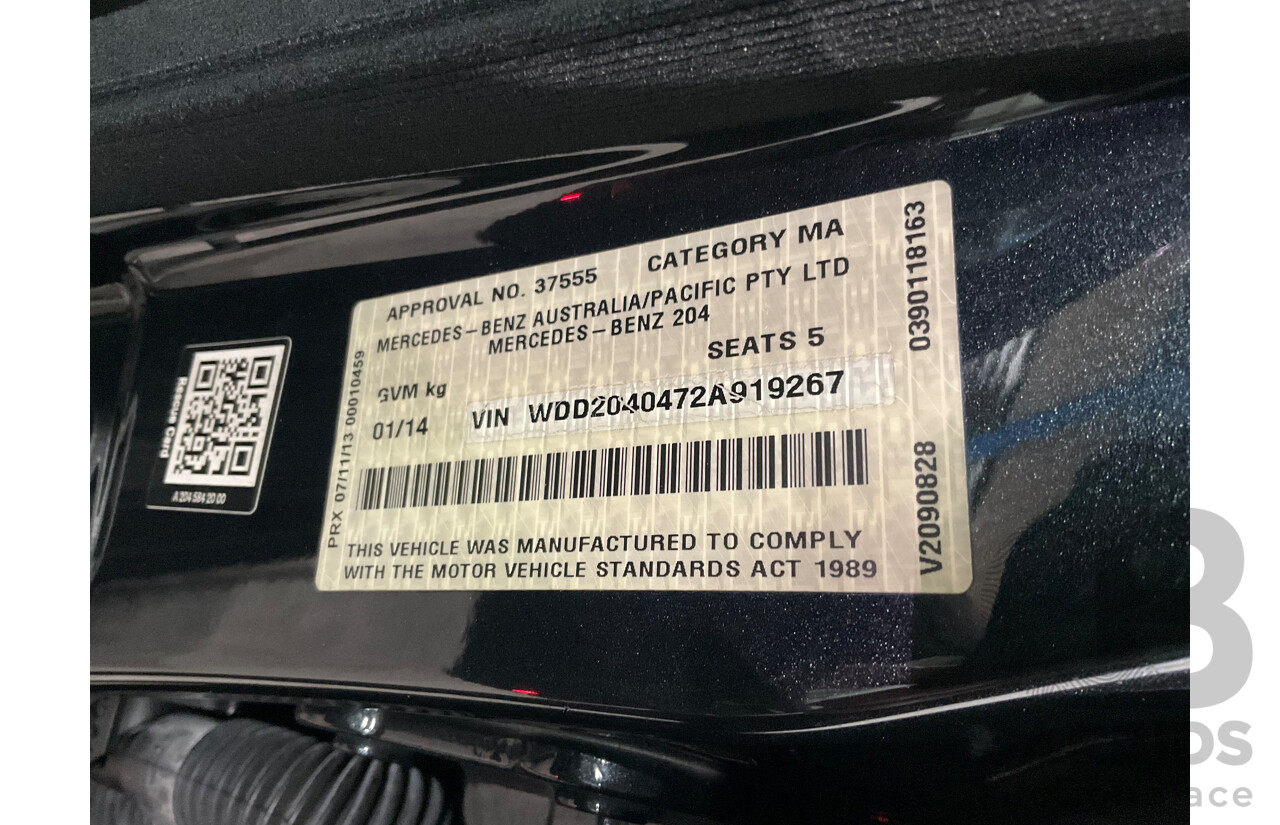 APPROVAL NO. 37555
CATEGORY MA
MERCEDES-BENZ AUSTRALIA/PACIFIC PTY LTD
MERCEDES-BENZ 204
SEATS 5
GVM kg
01/14
VIN WDD2040472A919267
THIS VEHICLE WAS MANUFACTURED TO COMPLY
WITH THE MOTOR VEHICLE STANDARDS ACT 1989
PRX 07/11/13 00010459
0390118163
V2090828
Rescue Card
A 204 584 20 00